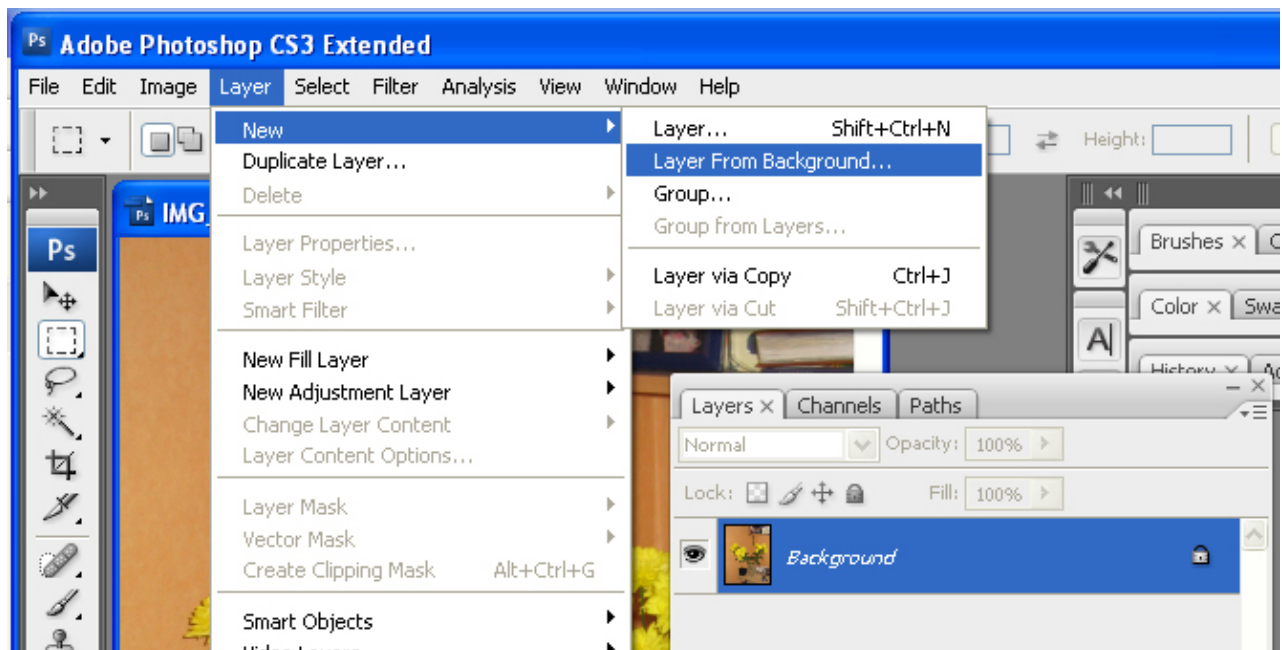 Ps Adobe Photoshop CS3 Extended
File Edit Image Layer Select Filter Analysis View Window Help
Height:
New
Duplicate Layer...
Delete
Layer Properties...
Layer Style
Smart Filter
New Fill Layer
New Adjustment Layer
Change Layer Content
Layer Content Options...
Layer Mask
Vector Mask
Create Clipping Mask Alt+Ctrl+G
Smart Objects
Video Layers
Layer... Shift+Ctrl+N
Layer From Background...
Group...
Group from Layers...
Layer via Copy Ctrl+J
Layer via Cut Shift+Ctrl+J
Ps IMG_
Ps
Brushes
Color
A
History
Layers Channels Paths
Normal Opacity: 100%
Lock: Fill: 100%
Background